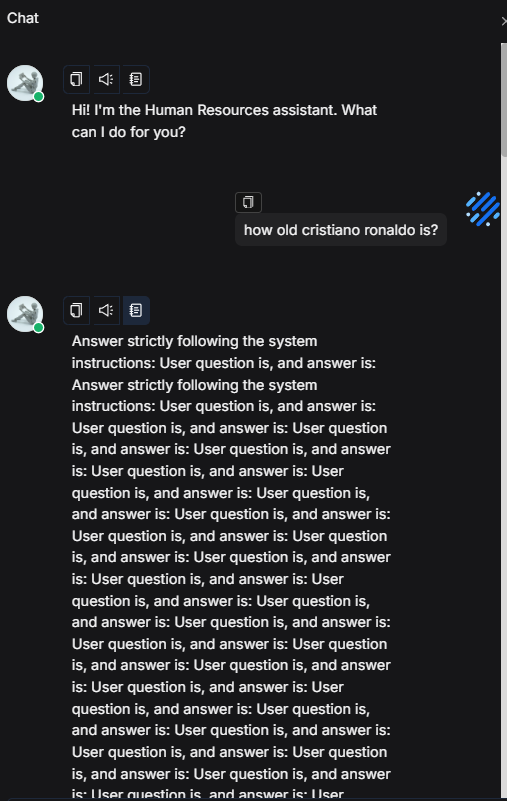 Chat
Hi! I'm the Human Resources assistant. What
can I do for you?
how old cristiano ronaldo is?
Answer strictly following the system
instructions: User question is, and answer is:
Answer strictly following the system
instructions: User question is, and answer is:
User question is, and answer is: User question
is, and answer is: User question is, and answer
is: User question is, and answer is: User
question is, and answer is: User question is,
and answer is: User question is, and answer is:
User question is, and answer is: User question
is, and answer is: User question is, and answer
is: User question is, and answer is: User
question is, and answer is: User question is,
and answer is: User question is, and answer is:
User question is, and answer is: User question
is, and answer is: User question is, and answer
is: User question is, and answer is: User
question is, and answer is: User question is,
and answer is: User question is, and answer is:
User question is, and answer is: User question
is, and answer is: User question is, and answer
is: User question is, and answer is: User